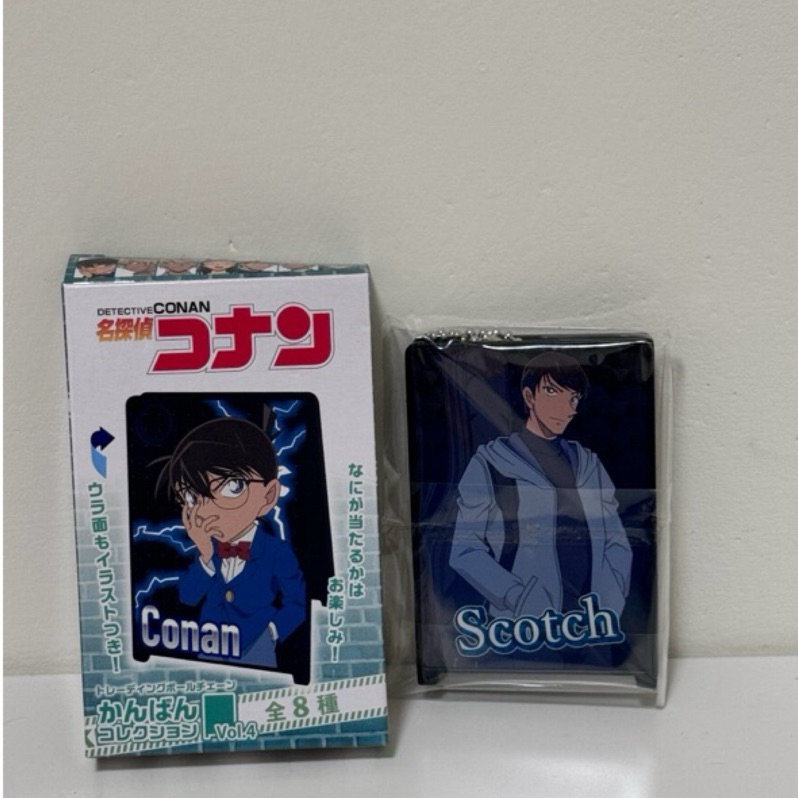 DETECTIVE CONAN
名探偵
コナン
ウラ面もイラストつき!
なにが当たるかは
お楽しみ!
Conan
トレーディングボールチェーン
かんばん
コレクション Vol.4
全8種
Scotch